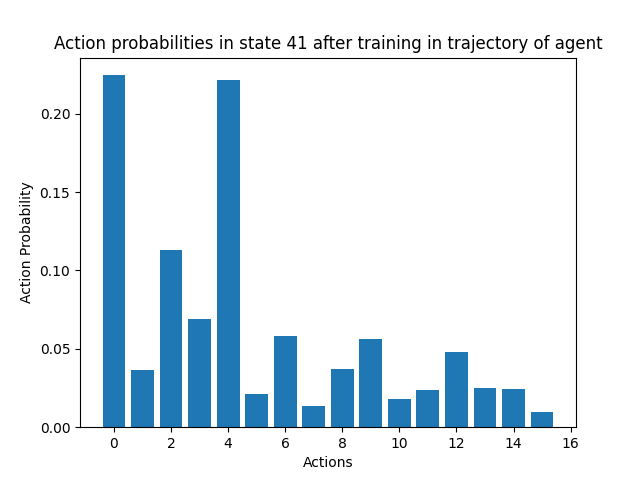 Action probabilities in state 41 after training in trajectory of agent
0.20
0.15
0.10
0.05
0.00
Action Probability
0 2 4 6 8 10 12 14 16
Actions